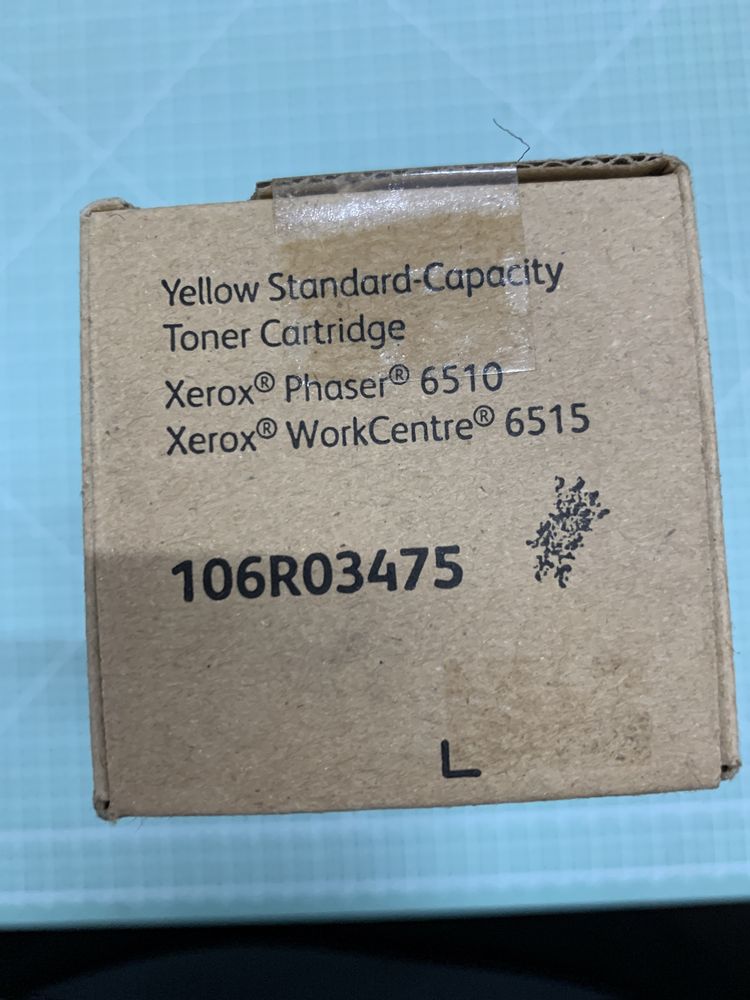 Yellow Standard-Capacity
Toner Cartridge
Xerox® Phaser® 6510
Xerox® WorkCentre® 6515
106R03475